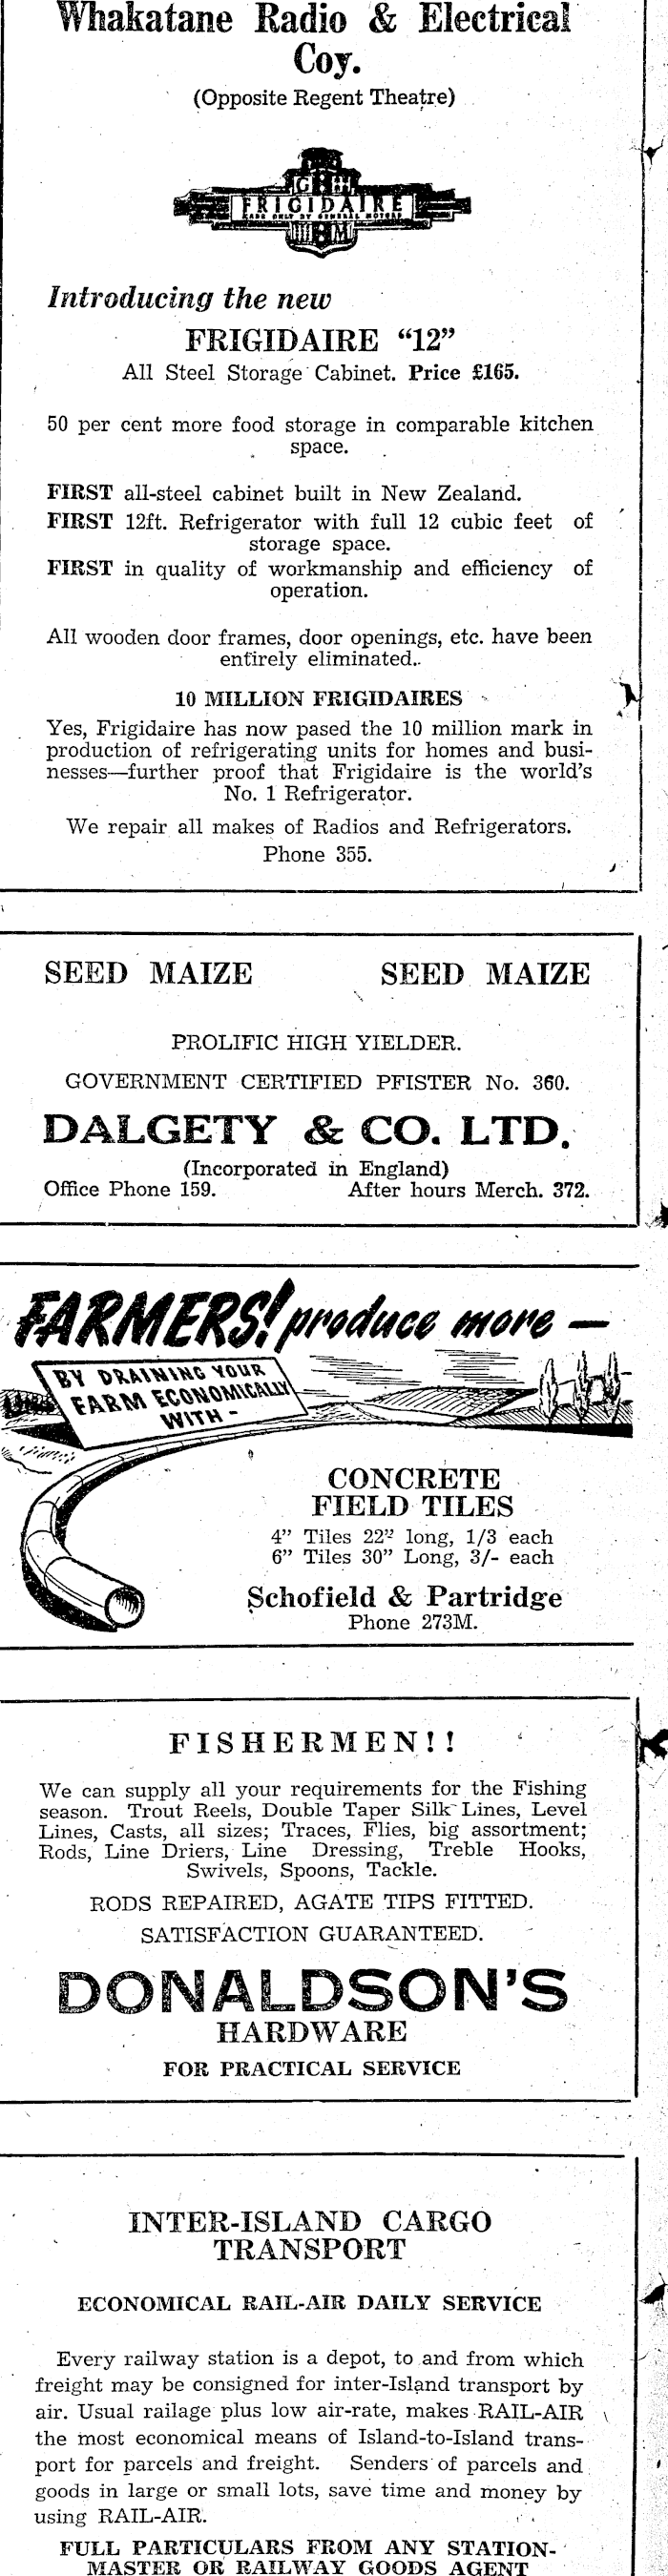 Whakatane Radio & Electrical
Coy.
(Opposite Regent Theatre)
FRIGIDAIRE
MADE ONLY BY GENERAL MOTORS
Introducing the new
FRIGIDAIRE “12”
All Steel Storage Cabinet. Price £165.
50 per cent more food storage in comparable kitchen
space.
FIRST all-steel cabinet built in New Zealand.
FIRST 12ft. Refrigerator with full 12 cubic feet of
storage space.
FIRST in quality of workmanship and efficiency of
operation.
All wooden door frames, door openings, etc. have been
entirely eliminated.
10 MILLION FRIGIDAIRES
Yes, Frigidaire has now pased the 10 million mark in
production of refrigerating units for homes and busi-
nesses—further proof that Frigidaire is the world’s
No. 1 Refrigerator.
We repair all makes of Radios and Refrigerators.
Phone 355.
SEED MAIZE SEED MAIZE
PROLIFIC HIGH YIELDER.
GOVERNMENT CERTIFIED PFISTER No. 360.
DALGETY & CO. LTD.
(Incorporated in England)
Office Phone 159. After hours Merch. 372.
FARMERS! produce more —
BY DRAINING YOUR
FARM ECONOMICALLY
WITH -
CONCRETE
FIELD TILES
4” Tiles 22” long, 1/3 each
6” Tiles 30” Long, 3/- each
Schofield & Partridge
Phone 273M.
FISHERMEN!!
We can supply all your requirements for the Fishing
season. Trout Reels, Double Taper Silk Lines, Level
Lines, Casts, all sizes; Traces, Flies, big assortment;
Rods, Line Driers, Line Dressing, Treble Hooks,
Swivels, Spoons, Tackle.
RODS REPAIRED, AGATE TIPS FITTED.
SATISFACTION GUARANTEED.
DONALDSON’S
HARDWARE
FOR PRACTICAL SERVICE
INTER-ISLAND CARGO
TRANSPORT
ECONOMICAL RAIL-AIR DAILY SERVICE
Every railway station is a depot, to and from which
freight may be consigned for inter-Island transport by
air. Usual railage plus low air-rate, makes RAIL-AIR
the most economical means of Island-to-Island trans-
port for parcels and freight. Senders of parcels and
goods in large or small lots, save time and money by
using RAIL-AIR.
FULL PARTICULARS FROM ANY STATION-
MASTER OR RAILWAY GOODS AGENT